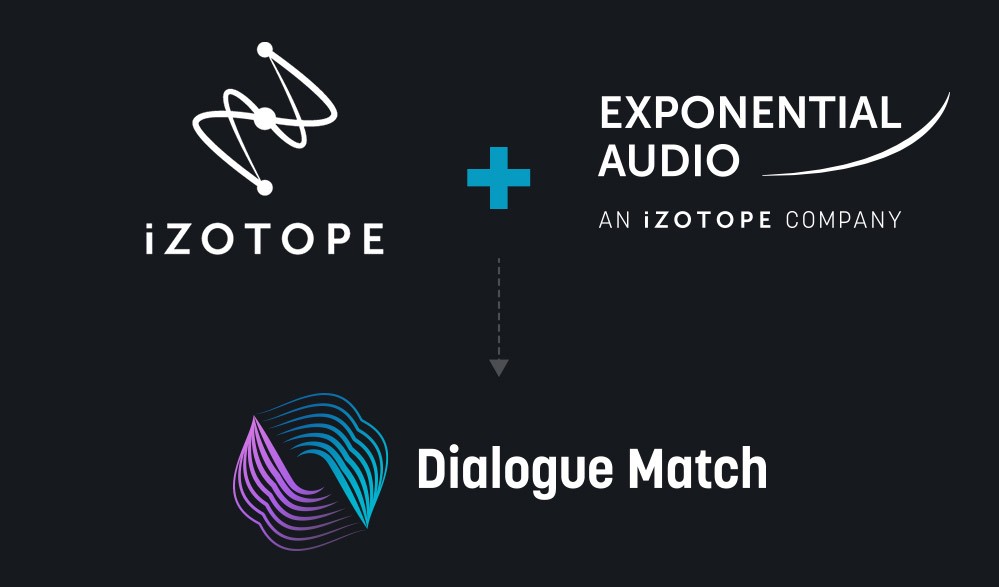 iZOTOPE
EXPONENTIAL
AUDIO
AN iZOTOPE COMPANY
Dialogue Match